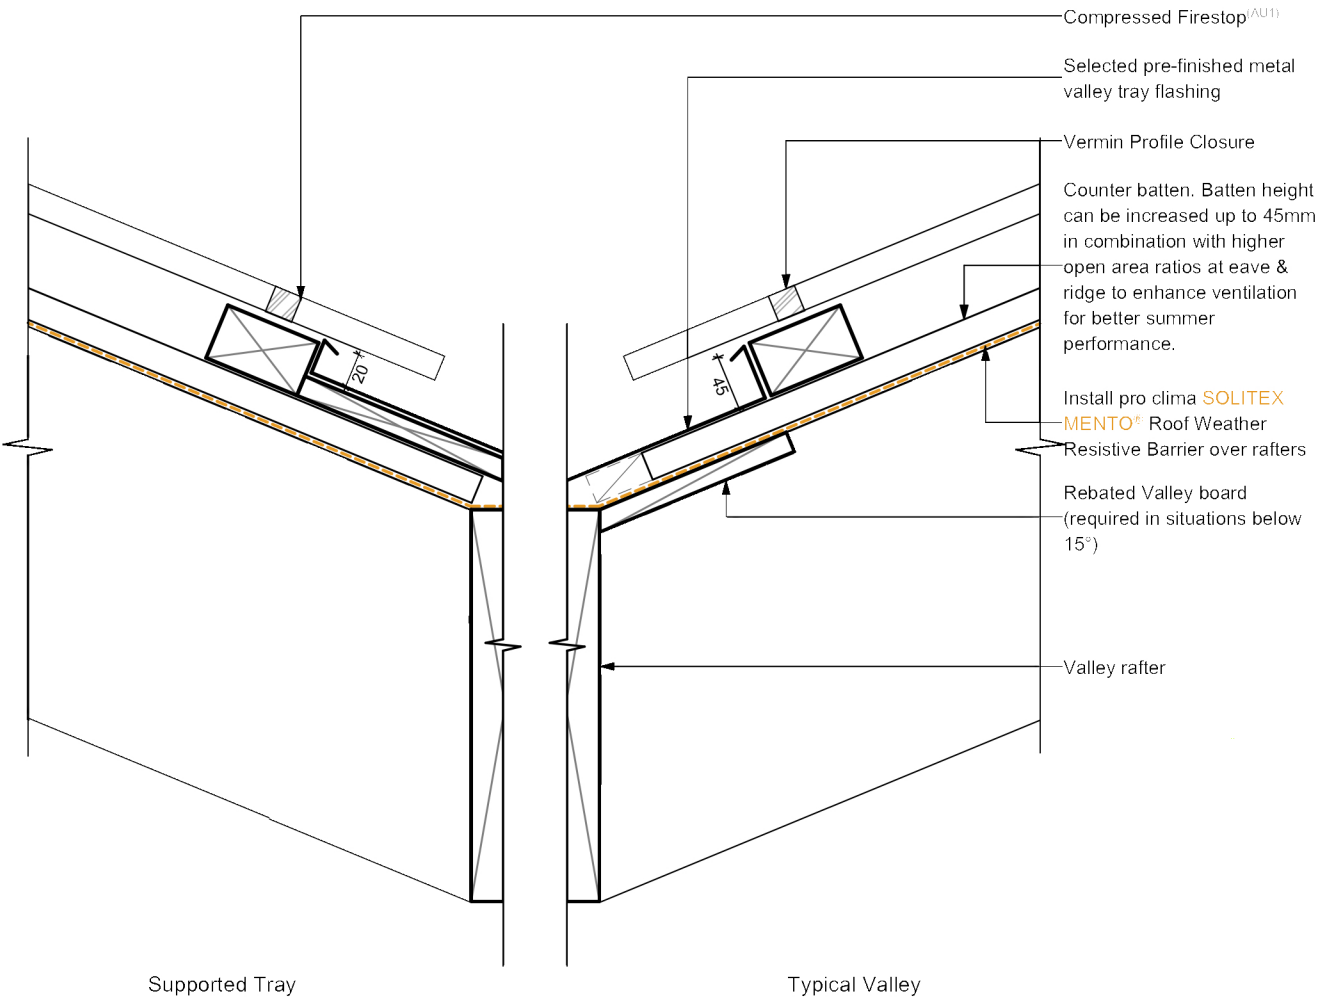 Compressed Firestop(AU1)
Selected pre-finished metal
valley tray flashing
Vermin Profile Closure
Counter batten. Batten height
can be increased up to 45mm
in combination with higher
open area ratios at eave &
ridge to enhance ventilation
for better summer
performance.
Install pro clima SOLITEX
MENTO® Roof Weather
Resistive Barrier over rafters
Rebated Valley board
(required in situations below
15°)
Valley rafter
20
45
Supported Tray
Typical Valley